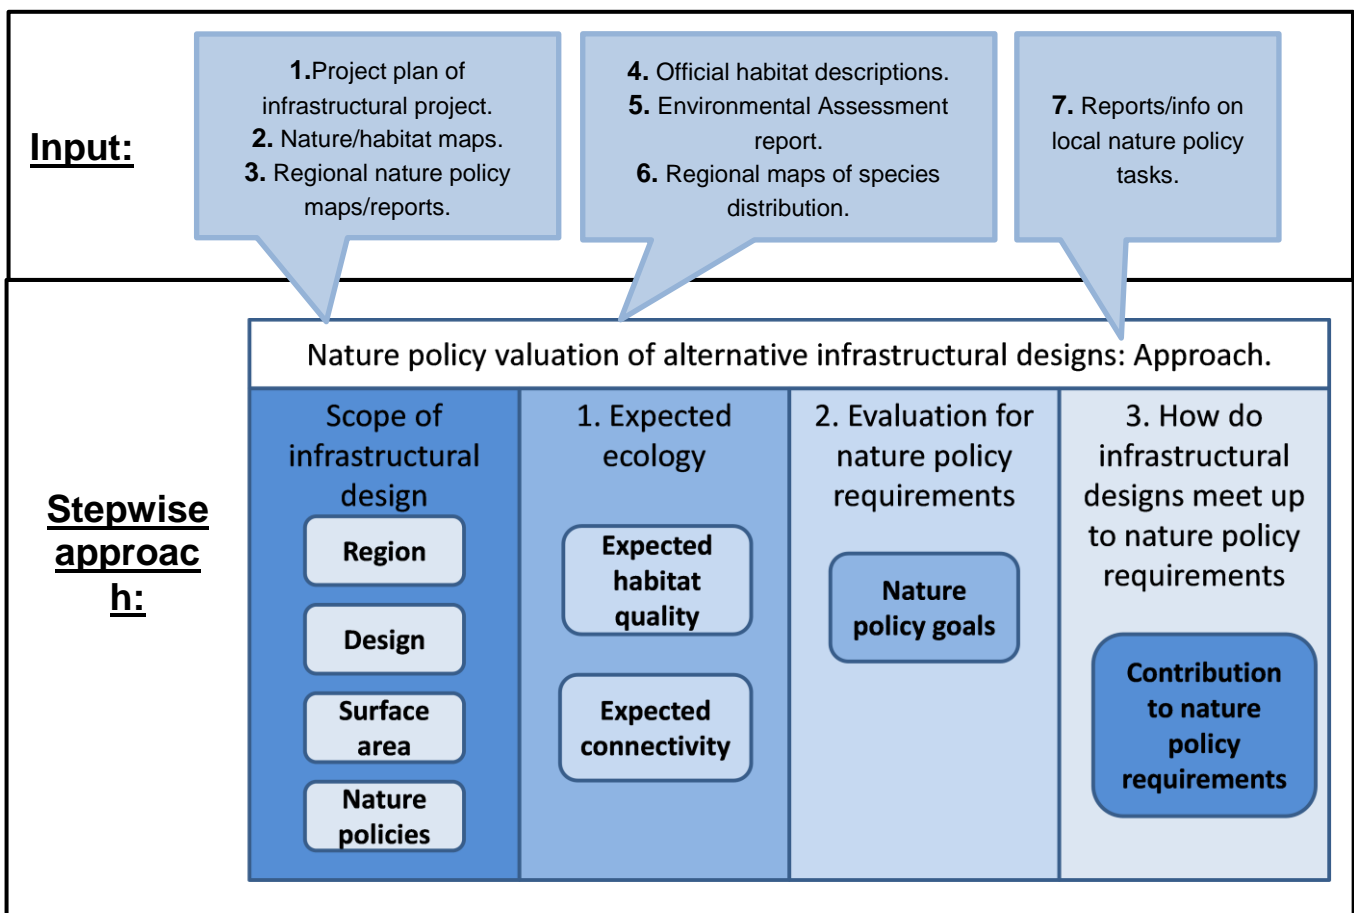 Input:
1.Project plan of
infrastructural project.
2. Nature/habitat maps.
3. Regional nature policy
maps/reports.
4. Official habitat descriptions.
5. Environmental Assessment
report.
6. Regional maps of species
distribution.
7. Reports/info on
local nature policy
tasks.
Stepwise
approac
h:
Nature policy valuation of alternative infrastructural designs: Approach.
Scope of
infrastructural
design
Region
Design
Surface
area
Nature
policies
1. Expected
ecology
Expected
habitat
quality
Expected
connectivity
2. Evaluation for
nature policy
requirements
Nature
policy goals
3. How do
infrastructural
designs meet up
to nature policy
requirements
Contribution
to nature
policy
requirements